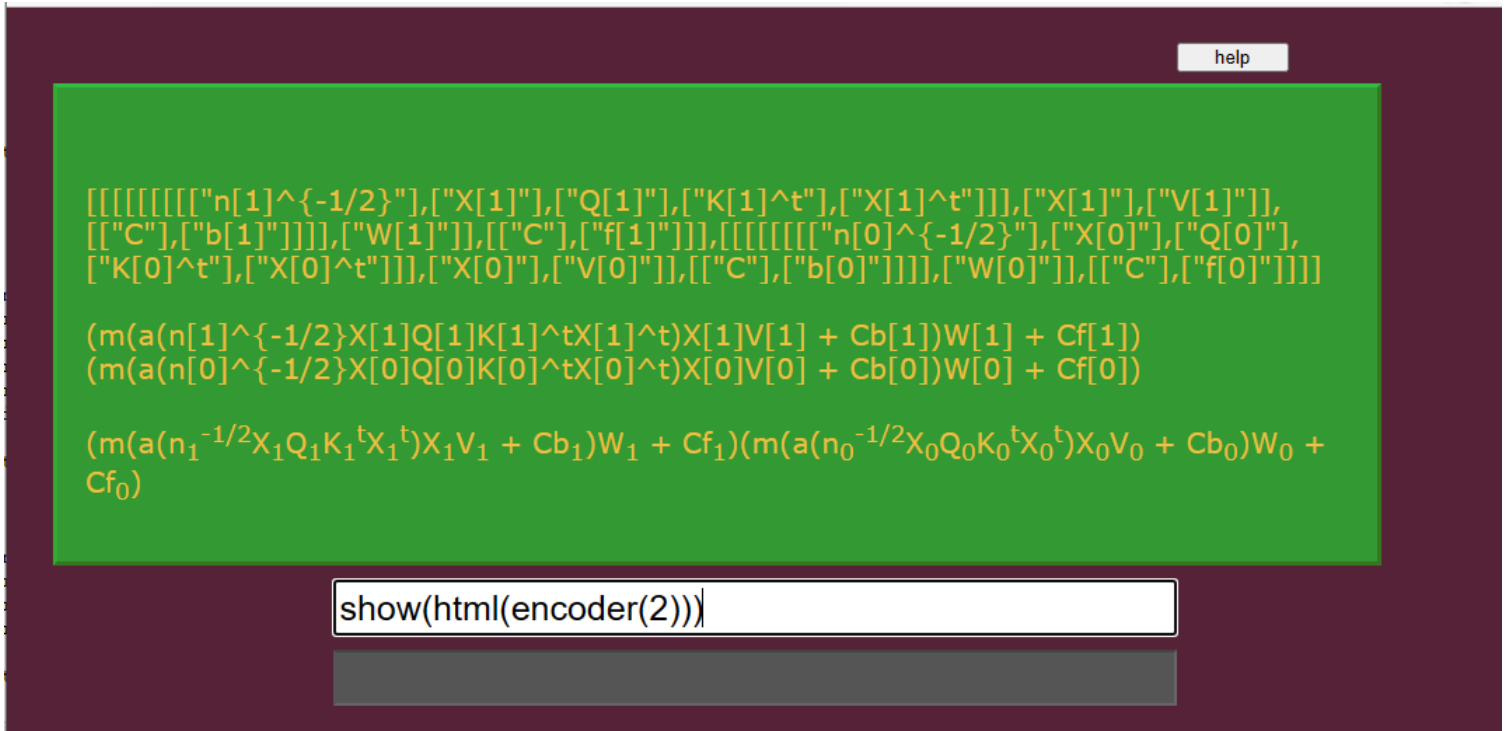 help
[[[[[[[[["n[1]^{-1/2}"],["X[1]"],["Q[1]"],["K[1]^t"],["X[1]^t"]]],["X[1]"],["V[1]"]],
[["C"],["b[1]"]]]],["W[1]"]],[["C"],["f[1]"]]],[[[[[[[["n[0]^{-1/2}"],["X[0]"],["Q[0]"],
["K[0]^t"],["X[0]^t"]]],["X[0]"],["V[0]"]],[["C"],["b[0]"]]]],["W[0]"]],[["C"],["f[0]"]]]]
(m(a(n[1]^{-1/2}X[1]Q[1]K[1]^tX[1]^t)X[1]V[1] + Cb[1])W[1] + Cf[1])
(m(a(n[0]^{-1/2}X[0]Q[0]K[0]^tX[0]^t)X[0]V[0] + Cb[0])W[0] + Cf[0])
(m(a(n₁⁻¹/²X₁Q₁K₁ᵗX₁ᵗ)X₁V₁ + Cb₁)W₁ + Cf₁)(m(a(n₀⁻¹/²X₀Q₀K₀ᵗX₀ᵗ)X₀V₀ + Cb₀)W₀ +
Cf₀)
show(html(encoder(2)))